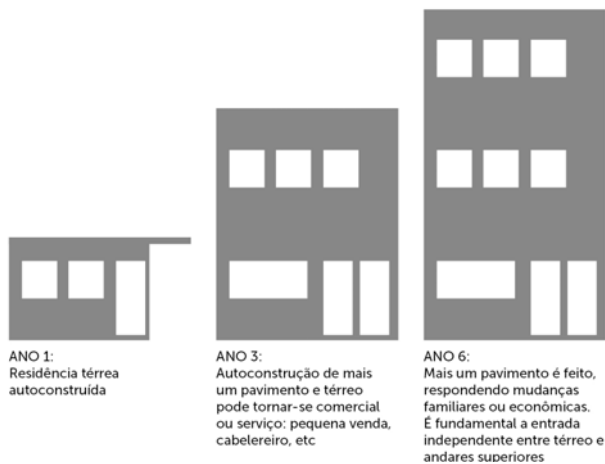 ANO 1:
Residência térrea
autoconstruída
ANO 3:
Autoconstrução de mais
um pavimento e térreo
pode tornar-se comercial
ou serviço: pequena venda,
cabelereiro, etc
ANO 6:
Mais um pavimento é feito,
respondendo mudanças
familiares ou econômicas.
É fundamental a entrada
independente entre térreo e
andares superiores